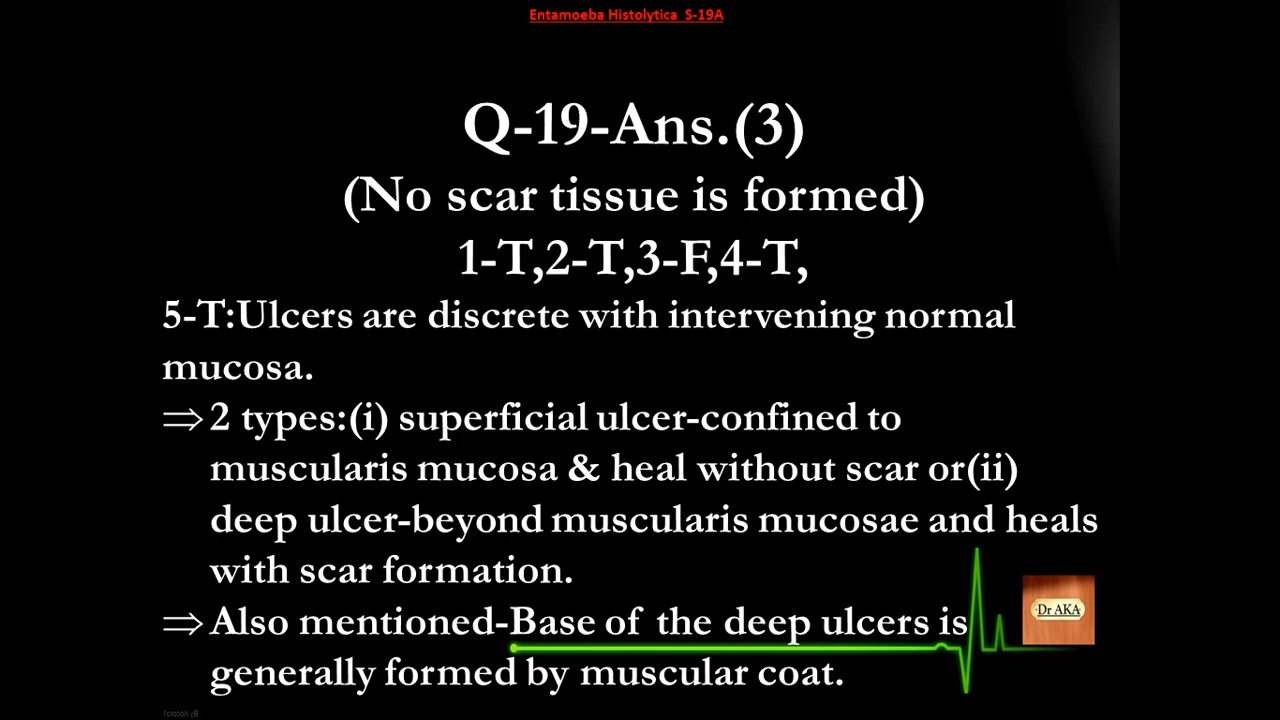 Entamoeba Histolytica S-19A
Q-19-Ans.(3)
(No scar tissue is formed)
1-T,2-T,3-F,4-T,
5-T:Ulcers are discrete with intervening normal
mucosa.
⇒2 types:(i) superficial ulcer-confined to
muscularis mucosa & heal without scar or(ii)
deep ulcer-beyond muscularis mucosae and heals
with scar formation.
Dr AKA
⇒Also mentioned-Base of the deep ulcers is
generally formed by muscular coat.